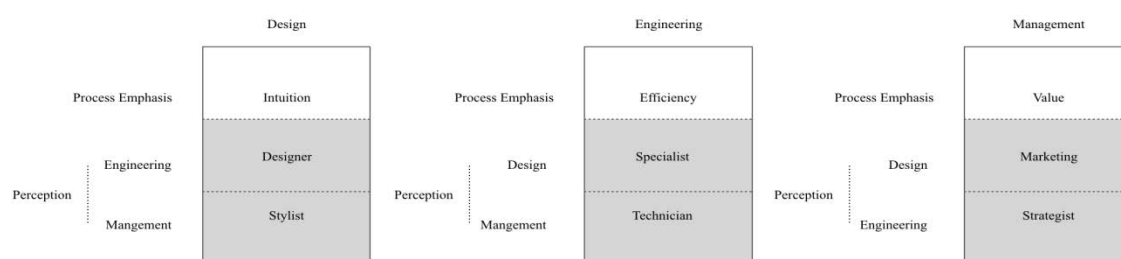 Design
Engineering
Management
Process Emphasis
Intuition
Process Emphasis
Efficiency
Process Emphasis
Value
Engineering
Designer
Design
Specialist
Design
Marketing
Perception
Perception
Perception
Mangement
Stylist
Mangement
Technician
Engineering
Strategist